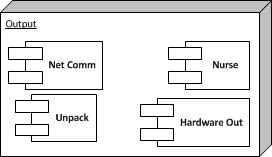 Output
Net Comm
Nurse
Unpack
Hardware Out